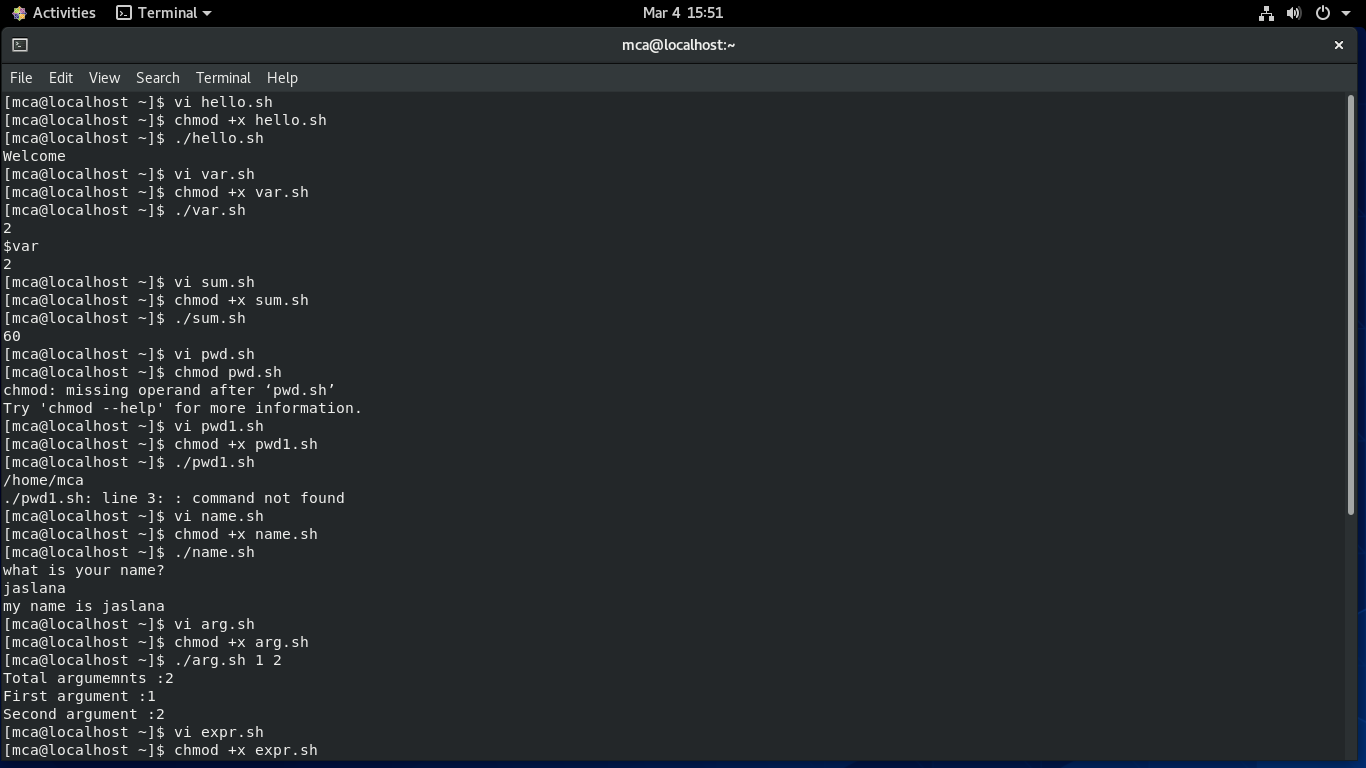 Activities Terminal Mar 4 15:51
mca@localhost:~
File Edit View Search Terminal Help
[mca@localhost ~]$ vi hello.sh
[mca@localhost ~]$ chmod +x hello.sh
[mca@localhost ~]$ ./hello.sh
Welcome
[mca@localhost ~]$ vi var.sh
[mca@localhost ~]$ chmod +x var.sh
[mca@localhost ~]$ ./var.sh
2
$var
2
[mca@localhost ~]$ vi sum.sh
[mca@localhost ~]$ chmod +x sum.sh
[mca@localhost ~]$ ./sum.sh
60
[mca@localhost ~]$ vi pwd.sh
[mca@localhost ~]$ chmod pwd.sh
chmod: missing operand after ‘pwd.sh’
Try 'chmod --help' for more information.
[mca@localhost ~]$ vi pwd1.sh
[mca@localhost ~]$ chmod +x pwd1.sh
[mca@localhost ~]$ ./pwd1.sh
/home/mca
./pwd1.sh: line 3: : command not found
[mca@localhost ~]$ vi name.sh
[mca@localhost ~]$ chmod +x name.sh
[mca@localhost ~]$ ./name.sh
what is your name?
jaslana
my name is jaslana
[mca@localhost ~]$ vi arg.sh
[mca@localhost ~]$ chmod +x arg.sh
[mca@localhost ~]$ ./arg.sh 1 2
Total argumemnts :2
First argument :1
Second argument :2
[mca@localhost ~]$ vi expr.sh
[mca@localhost ~]$ chmod +x expr.sh